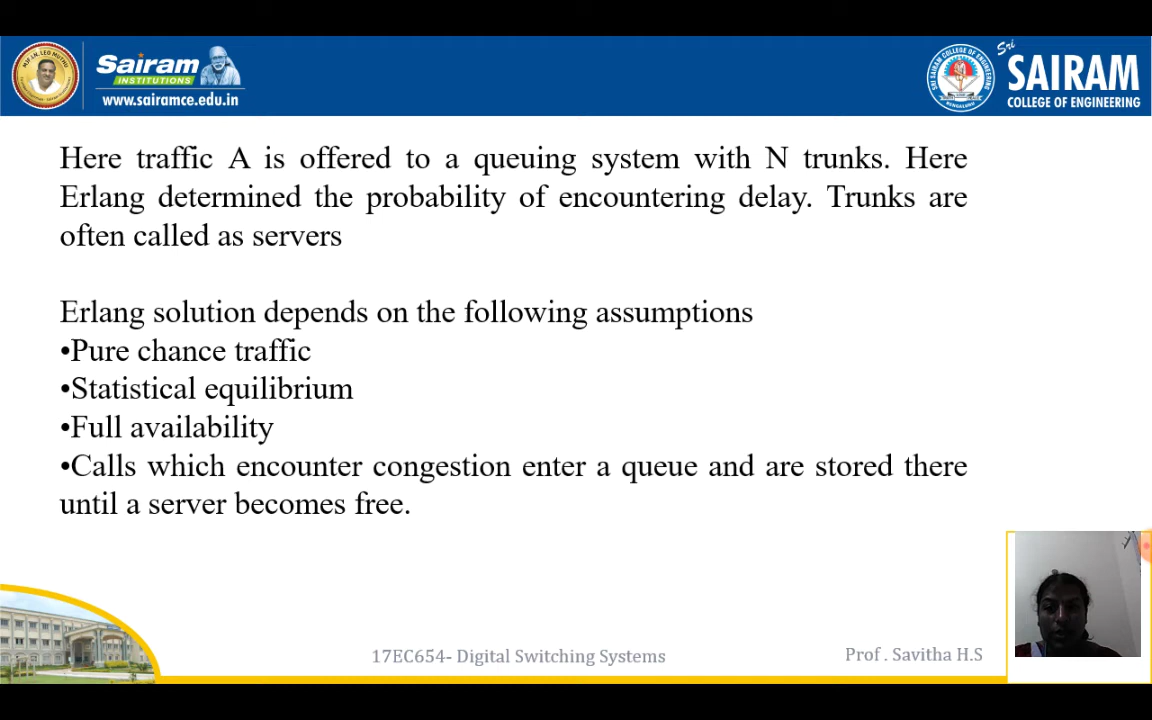 Sairam
INSTITUTIONS
www.sairamce.edu.in
Sri
SAIRAM
COLLEGE OF ENGINEERING
Here traffic A is offered to a queuing system with N trunks. Here
Erlang determined the probability of encountering delay. Trunks are
often called as servers
Erlang solution depends on the following assumptions
•Pure chance traffic
•Statistical equilibrium
•Full availability
•Calls which encounter congestion enter a queue and are stored there
until a server becomes free.
17EC654- Digital Switching Systems
Prof . Savitha H.S